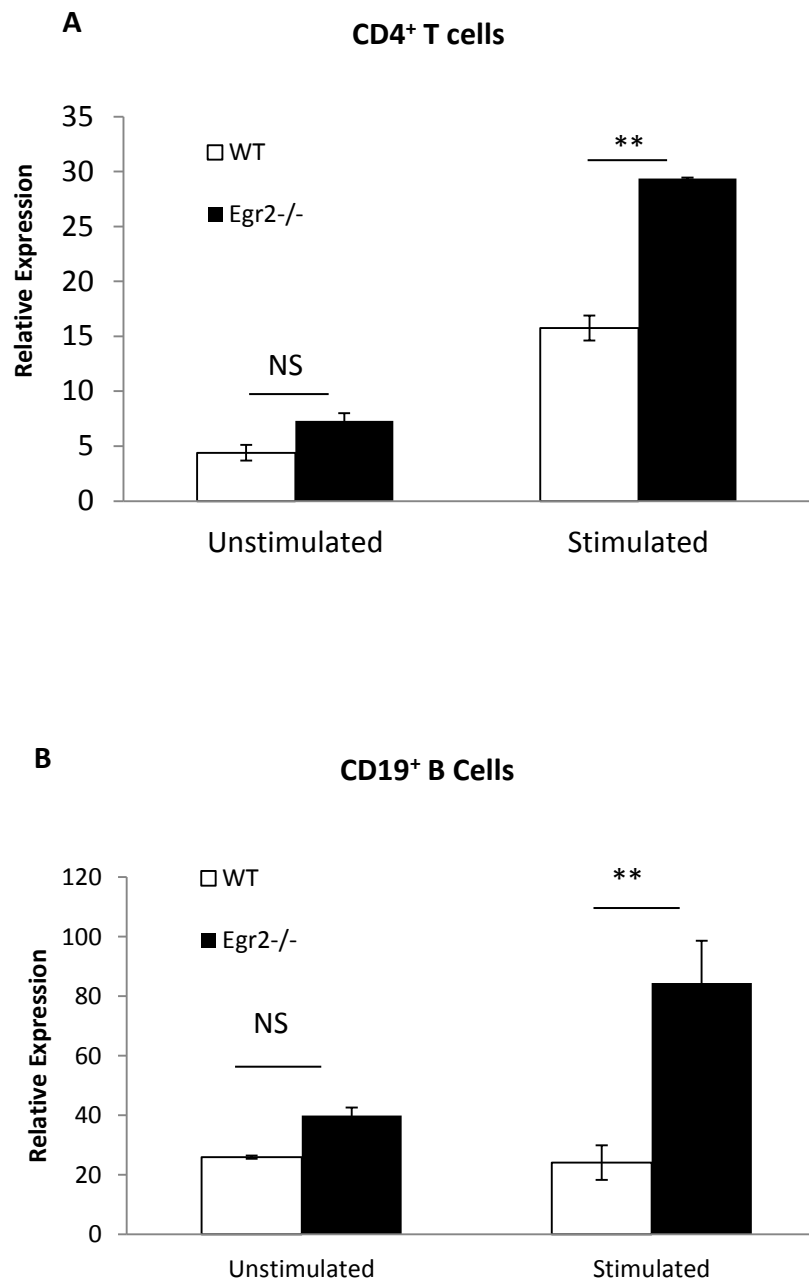 A
CD4⁺ T cells
35
30
25
20
15
10
5
0
Relative Expression
WT
Egr2-/-
NS
**
Unstimulated
Stimulated
B
CD19⁺ B Cells
120
100
80
60
40
20
0
Relative Expression
WT
Egr2-/-
NS
**
Unstimulated
Stimulated